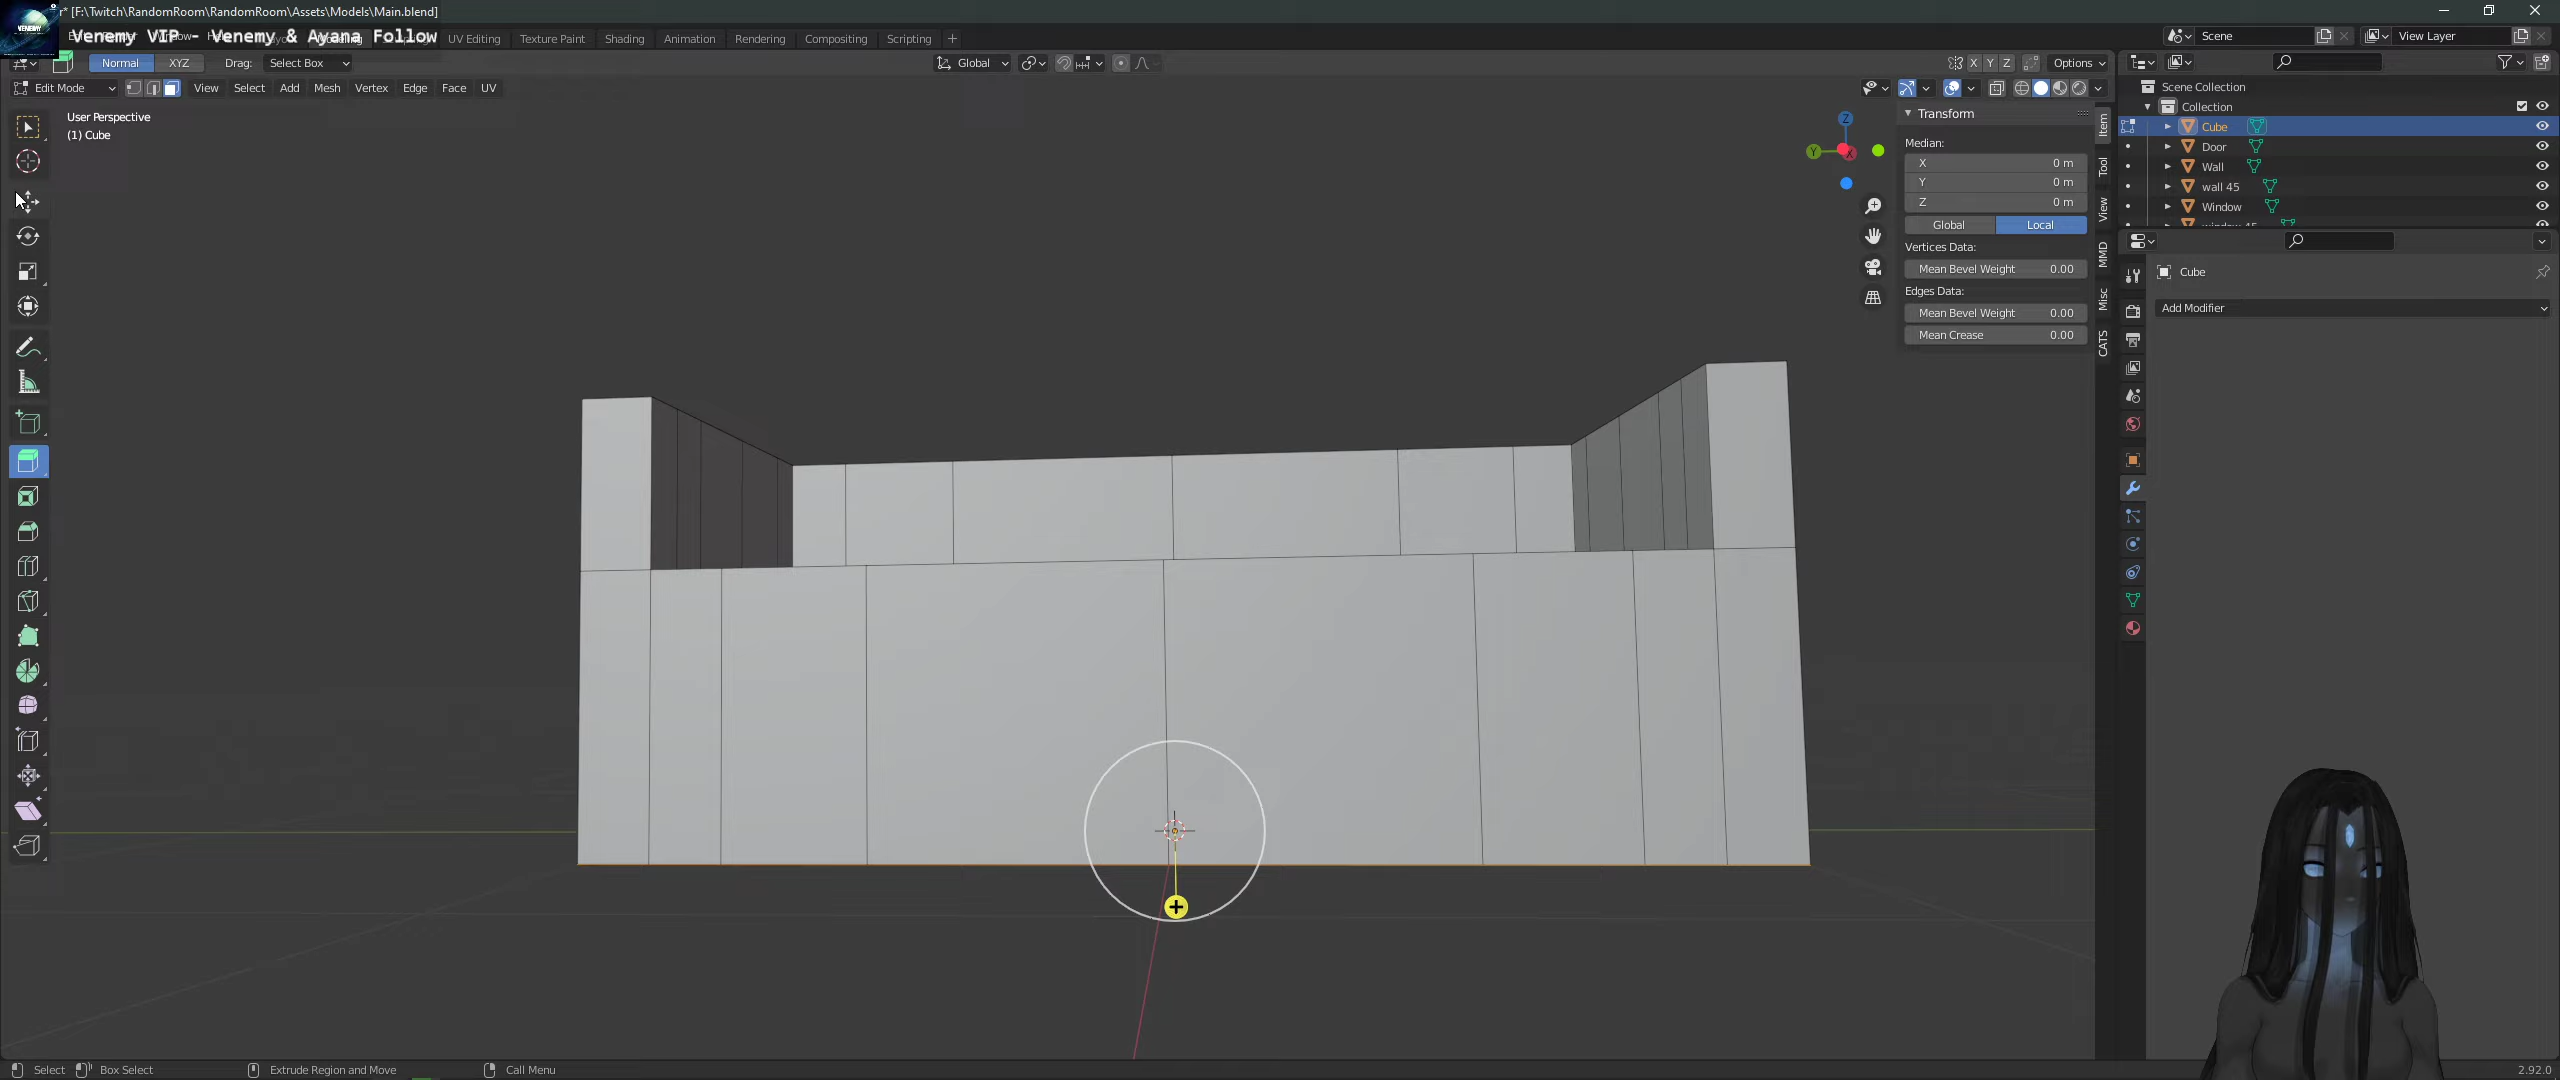 r* [F:\Twitch\RandomRoom\RandomRoom\Assets\Models\Main.blend]
VENEMY
Venemy VIP - Venemy & Ayana Follow
UV Editing Texture Paint Shading Animation Rendering Compositing Scripting +
Scene View Layer
Normal XYZ Drag: Select Box Global X Y Z Options
Edit Mode View Select Add Mesh Vertex Edge Face UV
User Perspective
(1) Cube
Z
Y
X
Transform
Median:
X 0 m
Y 0 m
Z 0 m
Global Local
Vertices Data:
Mean Bevel Weight 0.00
Edges Data:
Mean Bevel Weight 0.00
Mean Crease 0.00
Item
Tool
View
MMD
Misc
CATS
Scene Collection
Collection
Cube
Door
Wall
wall 45
Window
window 45
Cube
Add Modifier
Select Box Select Extrude Region and Move Call Menu 2.92.0